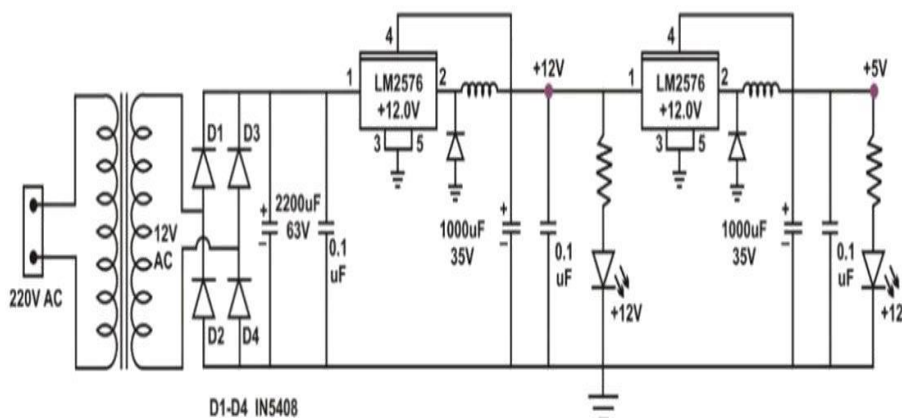 4
LM2576
+12.0V
1
2
3
5
+12V
4
LM2576
+12.0V
1
2
3
5
+5V
D1
D3
D2
D4
220V AC
12V
AC
+
2200uF
63V
–
0.1
uF
+
1000uF
35V
–
0.1
uF
+12V
+
1000uF
35V
–
0.1
uF
+12
D1-D4 IN5408